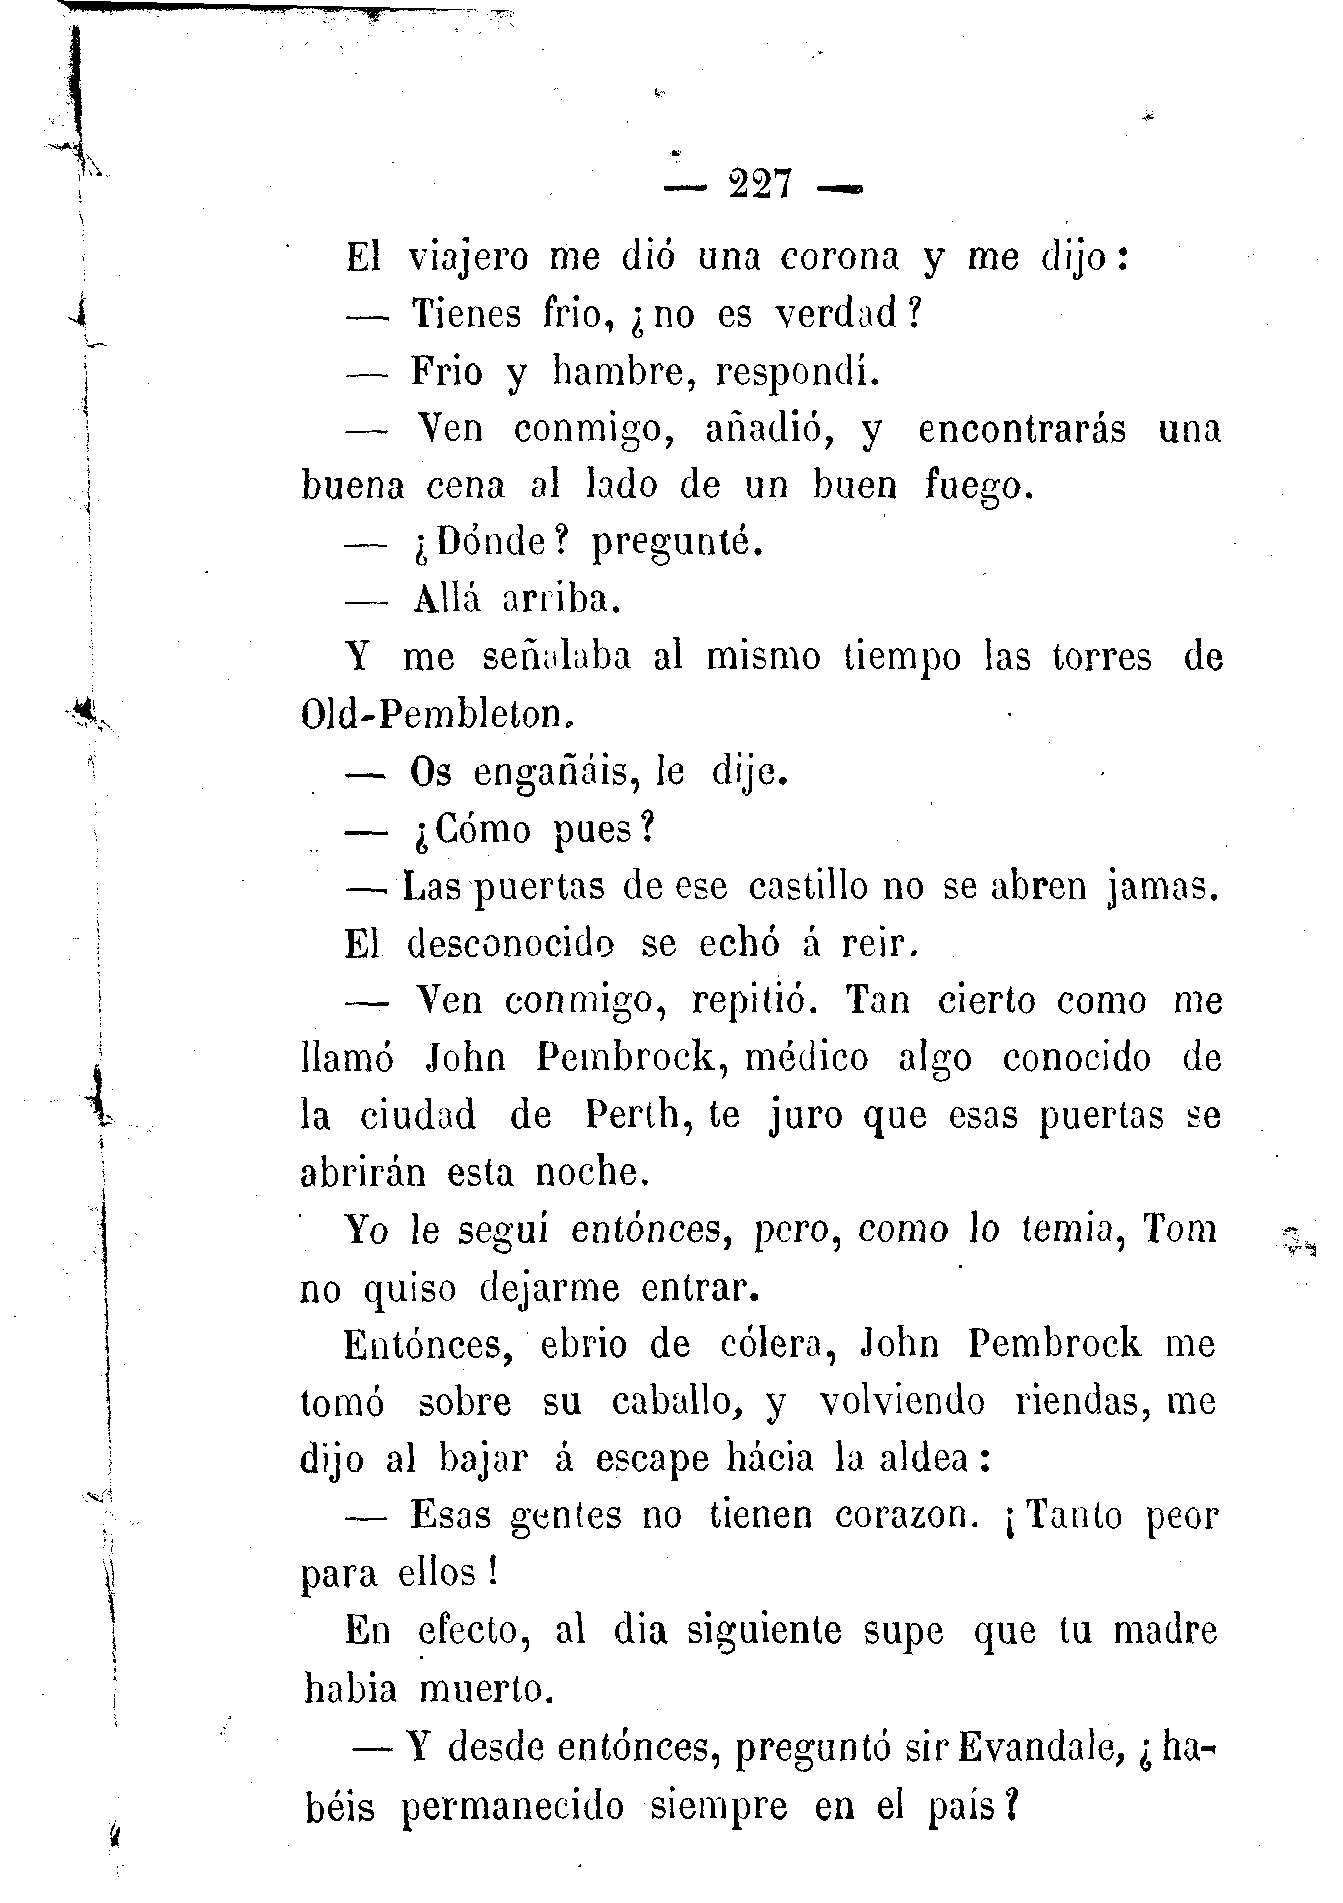 — 227 —
El viajero me dió una corona y me dijo:
— Tienes frio, ¿no es verdad?
— Frio y hambre, respondí.
— Ven conmigo, añadió, y encontrarás una
buena cena al lado de un buen fuego.
— ¿Dónde? pregunté.
— Allá arriba.
Y me señalaba al mismo tiempo las torres de
Old-Pembleton.
— Os engañáis, le dije.
— ¿Cómo pues?
— Las puertas de ese castillo no se abren jamas.
El desconocido se echó á reir.
— Ven conmigo, repitió. Tan cierto como me
llamó John Pembrock, médico algo conocido de
la ciudad de Perth, te juro que esas puertas se
abrirán esta noche.
Yo le seguí entónces, pero, como lo temia, Tom
no quiso dejarme entrar.
Entónces, ebrio de cólera, John Pembrock me
tomó sobre su caballo, y volviendo riendas, me
dijo al bajar á escape hácia la aldea:
— Esas gentes no tienen corazon. ¡Tanto peor
para ellos!
En efecto, al dia siguiente supe que tu madre
habia muerto.
— Y desde entónces, preguntó sir Evandale, ¿ha-
béis permanecido siempre en el país?